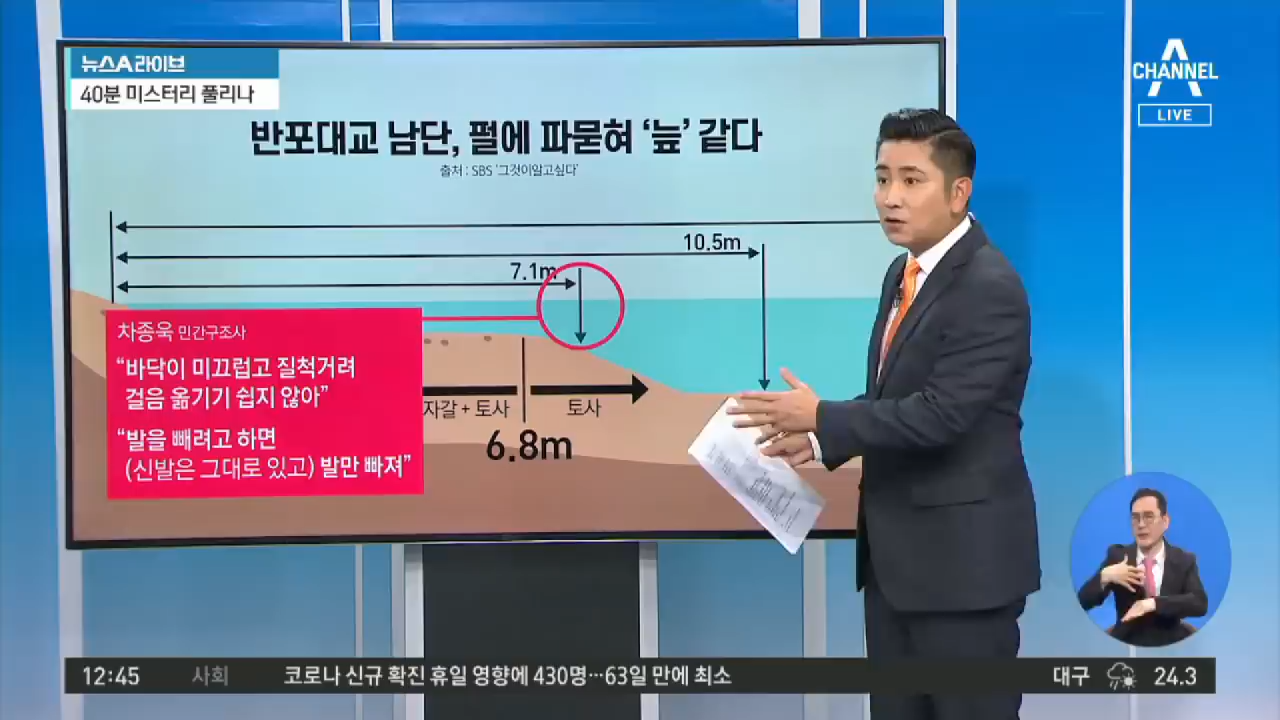 뉴스A 라이브
40분 미스터리 풀리나
CHANNEL A
LIVE
반포대교 남단, 펄에 파묻혀 ‘늪’ 같다
출처 : SBS '그것이알고싶다'
10.5m
7.1m
차종욱 민간구조사
“바닥이 미끄럽고 질척거려
걸음 옮기기 쉽지 않아”
“발을 빼려고 하면
(신발은 그대로 있고) 발만 빠져”
자갈 + 토사
토사
6.8m
12:45 사회 코로나 신규 확진 휴일 영향에 430명…63일 만에 최소 대구 24.3